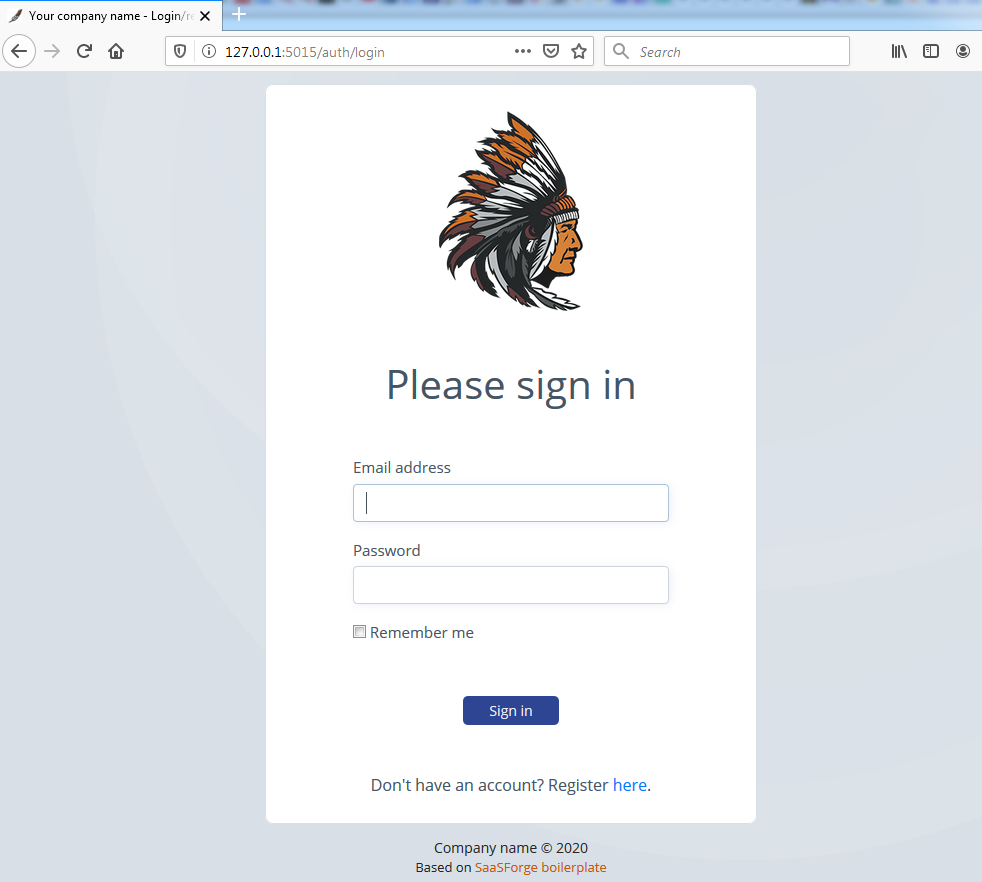 Your company name - Login/re
127.0.0.1:5015/auth/login
Search
Please sign in
Email address
Password
Remember me
Sign in
Don't have an account? Register here.
Company name © 2020
Based on SaaSForge boilerplate